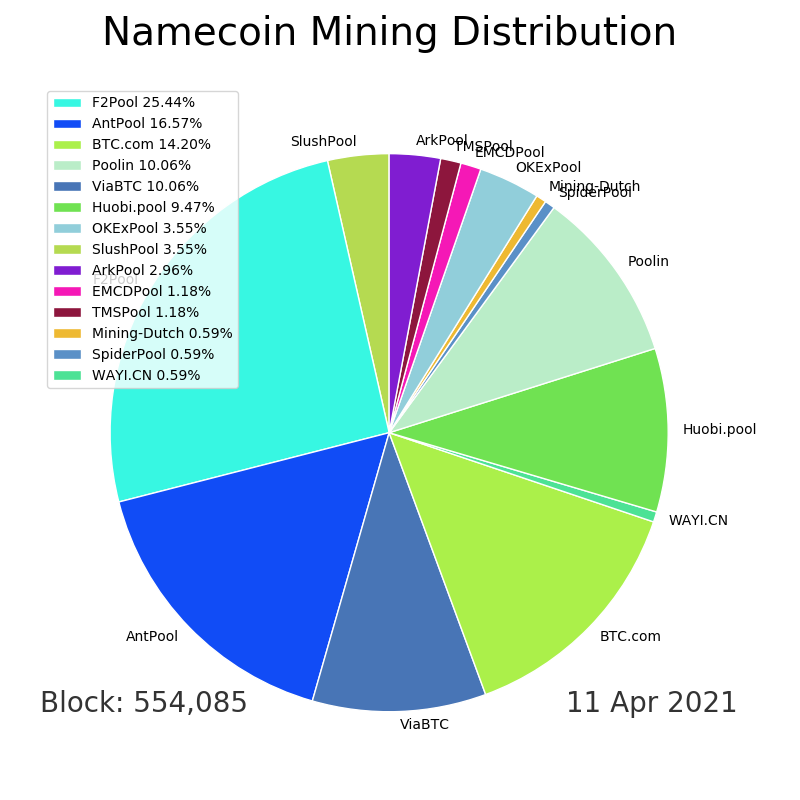 Namecoin Mining Distribution
F2Pool 25.44%
AntPool 16.57%
BTC.com 14.20%
Poolin 10.06%
ViaBTC 10.06%
Huobi.pool 9.47%
OKExPool 3.55%
SlushPool 3.55%
ArkPool 2.96%
EMCDPool 1.18%
TMSPool 1.18%
Mining-Dutch 0.59%
SpiderPool 0.59%
WAYI.CN 0.59%
SlushPool
ArkPool
TMSPool
EMCDPool
OKExPool
Mining-Dutch
SpiderPool
Poolin
F2Pool
Huobi.pool
WAYI.CN
AntPool
BTC.com
ViaBTC
Block: 554,085
11 Apr 2021